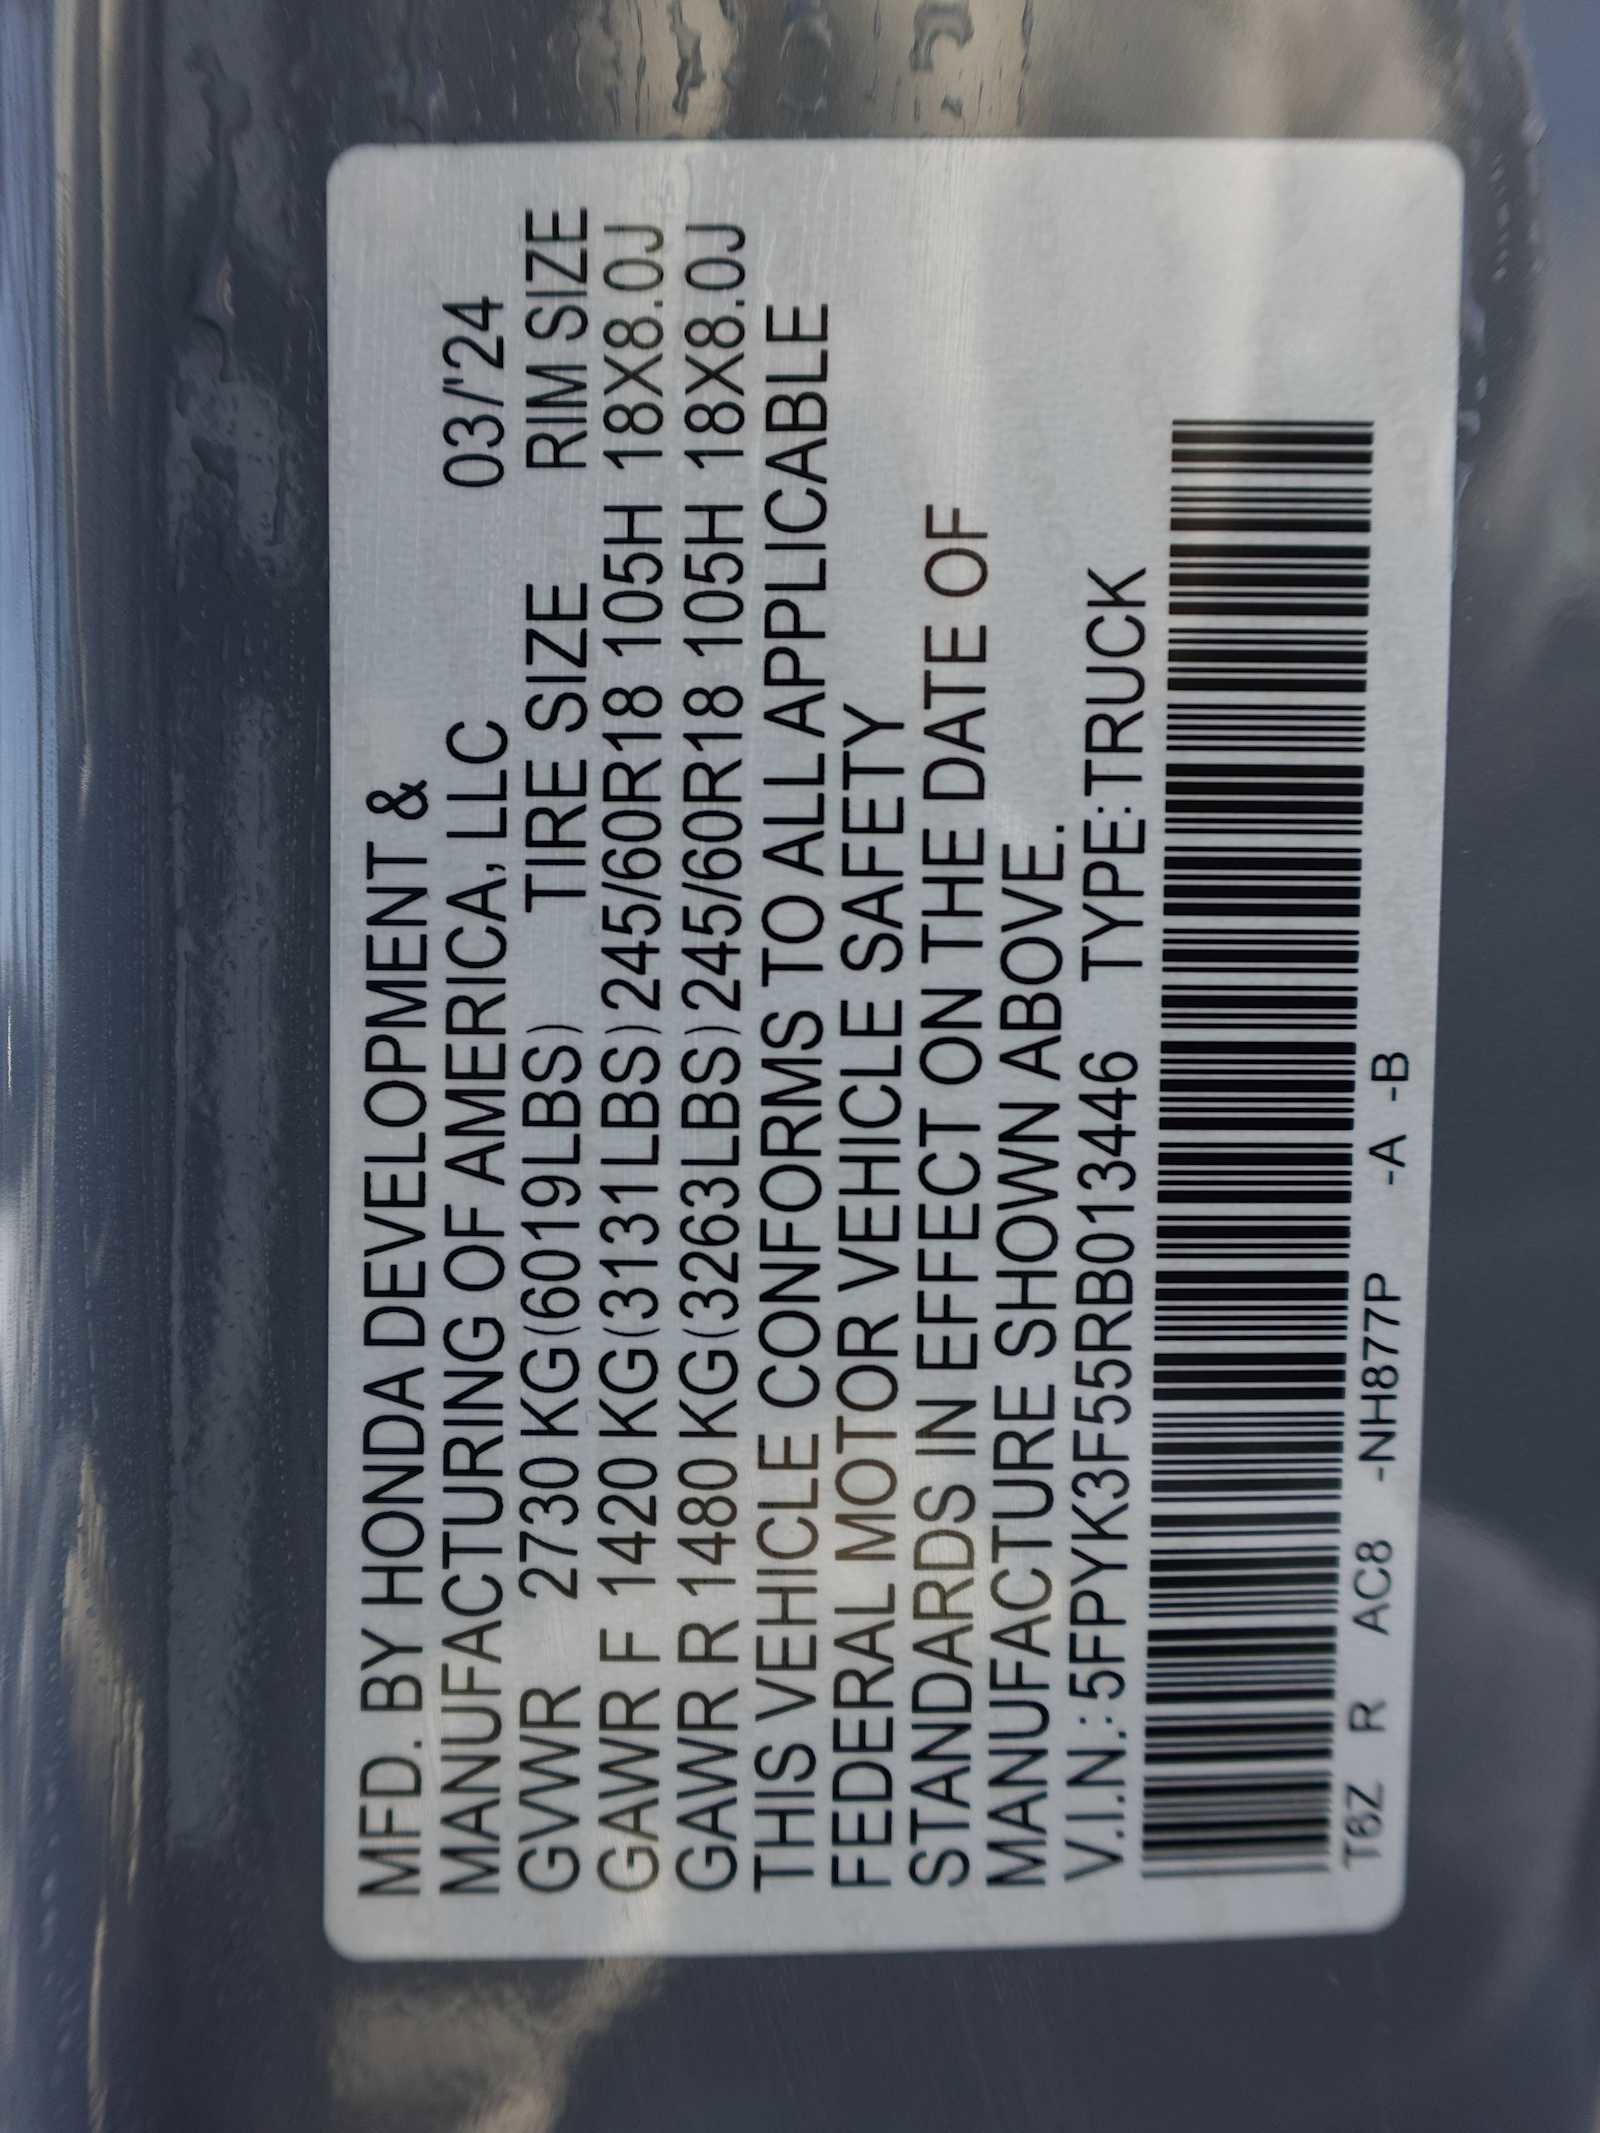 MFD. BY HONDA DEVELOPMENT &
MANUFACTURING OF AMERICA, LLC 03/'24
GVWR 2730 KG(6019LBS) TIRE SIZE RIM SIZE
GAWR F 1420 KG(3131LBS) 245/60R18 105H 18X8.0J
GAWR R 1480 KG(3263LBS) 245/60R18 105H 18X8.0J
THIS VEHICLE CONFORMS TO ALL APPLICABLE
FEDERAL MOTOR VEHICLE SAFETY
STANDARDS IN EFFECT ON THE DATE OF
MANUFACTURE SHOWN ABOVE.
V.I.N.: 5FPYK3F55RB013446 TYPE:TRUCK
T6Z R AC8 -NH877P -A -B